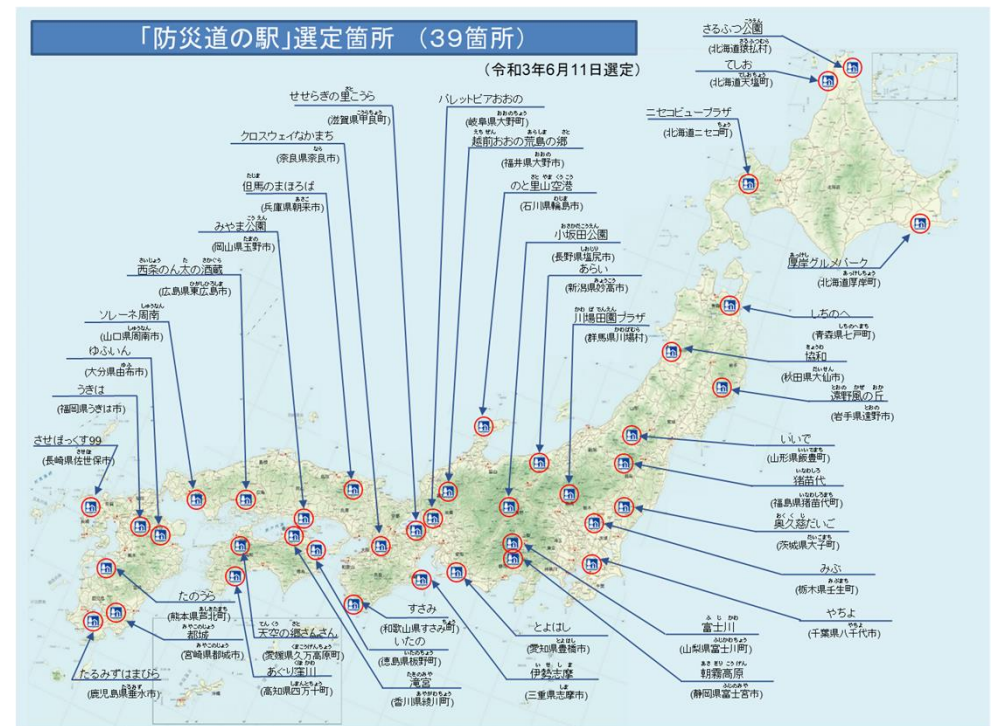 「防災道の駅」選定箇所 （39箇所）
（令和3年6月11日選定）
さるふつ公園
(北海道猿払村)
てしお
(北海道天塩町)
ニセコビュープラザ
(北海道ニセコ町)
厚岸グルメパーク
(北海道厚岸町)
しちのへ
(青森県七戸町)
協和
(秋田県大仙市)
遠野風の丘
(岩手県遠野市)
いいで
(山形県飯豊町)
猪苗代
(福島県猪苗代町)
奥久慈だいご
(茨城県大子町)
みぶ
(栃木県壬生町)
やちよ
(千葉県八千代市)
富士川
(山梨県富士川町)
朝霧高原
(静岡県富士宮市)
とよはし
(愛知県豊橋市)
伊勢志摩
(三重県志摩市)
すさみ
(和歌山県すさみ町)
いたの
(徳島県板野町)
滝宮
(香川県綾川町)
天空の郷さんさん
(愛媛県久万高原町)
あぐり窪川
(高知県四万十町)
都城
(宮崎県都城市)
たのうら
(熊本県芦北町)
たるみずはまびら
(鹿児島県垂水市)
させぼっくす99
(長崎県佐世保市)
うきは
(福岡県うきは市)
ゆふいん
(大分県由布市)
ソレーネ周南
(山口県周南市)
西条のん太の酒蔵
(広島県東広島市)
みやま公園
(岡山県玉野市)
但馬のまほろば
(兵庫県朝来市)
クロスウェイなかまち
(奈良県奈良市)
せせらぎの里こうら
(滋賀県甲良町)
パレットピアおおの
(岐阜県大野町)
越前おおの荒島の郷
(福井県大野市)
のと里山空港
(石川県輪島市)
小坂田公園
(長野県塩尻市)
あらい
(新潟県妙高市)
川場田園プラザ
(群馬県川場村)